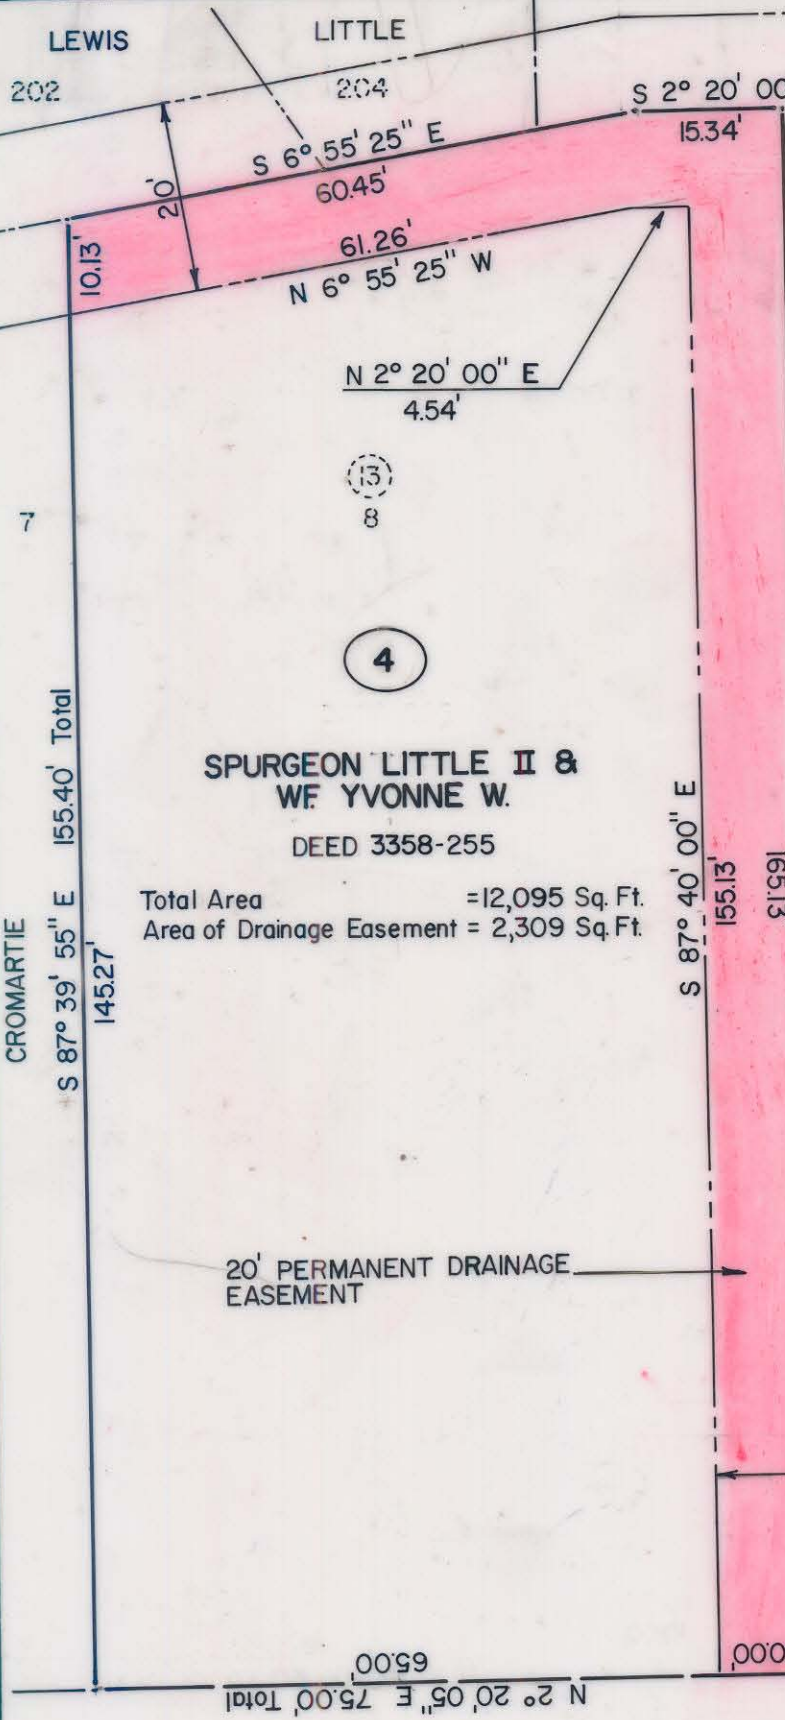 LEWIS
LITTLE
202
204
S 2° 20' 00
15.34'
S 6° 55' 25" E
60.45'
20'
10.13'
61.26'
N 6° 55' 25" W
N 2° 20' 00" E
4.54'
13
8
7
4
SPURGEON LITTLE II &
WF. YVONNE W.
DEED 3358-255
Total Area =12,095 Sq. Ft.
Area of Drainage Easement = 2,309 Sq. Ft.
CROMARTIE
S 87° 39' 55" E 155.40' Total
145.27'
S 87° 40' 00" E
155.13'
165.13
20' PERMANENT DRAINAGE
EASEMENT
65.00'
0.00'
N 2° 20' 05" E 75.00' Total